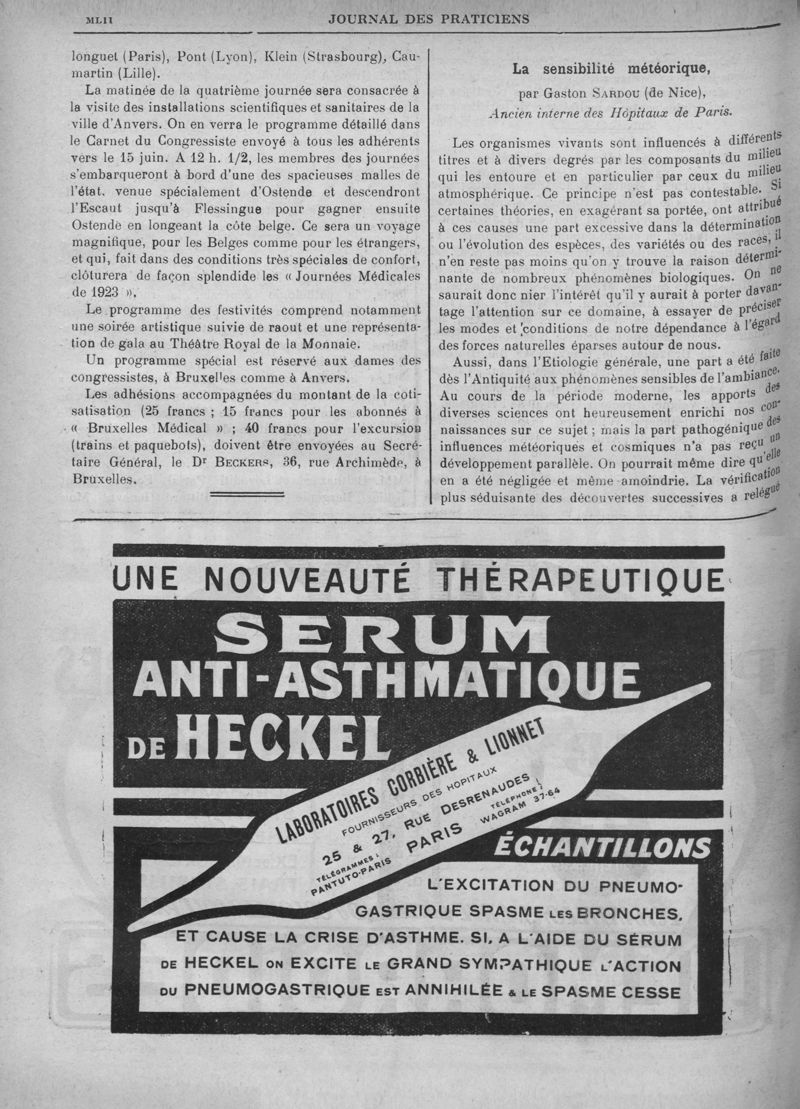 MLII
JOURNAL DES PRATICIENS
longuet (Paris), Pont (Lyon), Klein (Strasbourg), Cau-
martin (Lille).
La matinée de la quatrième journée sera consacrée à
la visite des installations scientifiques et sanitaires de la
ville d'Anvers. On en verra le programme détaillé dans
le Carnet du Congressiste envoyé à tous les adhérents
vers le 15 juin. A 12 h. 1/2, les membres des journées
s'embarqueront à bord d'une des spacieuses malles de
l'état. venue spécialement d'Ostende et descendront
l'Escaut jusqu'à Flessingue pour gagner ensuite
Ostende en longeant la côte belge. Ce sera un voyage
magnifique, pour les Belges comme pour les étrangers,
et qui, fait dans des conditions très spéciales de confort,
clôturera de façon splendide les « Journées Médicales
de 1923 ».
Le programme des festivités comprend notamment
une soirée artistique suivie de raout et une représenta-
tion de gala au Théâtre Royal de la Monnaie.
Un programme spécial est réservé aux dames des
congressistes, à Bruxelles comme à Anvers.
Les adhésions accompagnées du montant de la coti-
satisation (25 francs ; 15 francs pour les abonnés à
« Bruxelles Médical » ; 40 francs pour l'excursion
(trains et paquebots), doivent être envoyées au Secré-
taire Général, le Dr BECKERS, 36, rue Archimède, à
Bruxelles.
La sensibilité météorique,
par Gaston SARDOU (de Nice),
Ancien interne des Hôpitaux de Paris.
Les organismes vivants sont influencés à différents
titres et à divers degrés par les composants du milieu
qui les entoure et en particulier par ceux du milieu
atmosphérique. Ce principe n'est pas contestable. Si
certaines théories, en exagérant sa portée, ont attribué
à ces causes une part excessive dans la détermination
ou l'évolution des espèces, des variétés ou des races, il
n'en reste pas moins qu'on y trouve la raison détermi-
nante de nombreux phénomènes biologiques. On ne
saurait donc nier l'intérêt qu'il y aurait à porter davan-
tage l'attention sur ce domaine, à essayer de préciser
les modes et conditions de notre dépendance à l'égard
des forces naturelles éparses autour de nous.
Aussi, dans l'Etiologie générale, une part a été faite
dès l'Antiquité aux phénomènes sensibles de l'ambiance.
Au cours de la période moderne, les apports des
diverses sciences ont heureusement enrichi nos con-
naissances sur ce sujet ; mais la part pathogénique des
influences météoriques et cosmiques n'a pas reçu un
développement parallèle. On pourrait même dire qu'elle
en a été négligée et même amoindrie. La vérification
plus séduisante des découvertes successives a relégué
UNE NOUVEAUTÉ THÉRAPEUTIQUE
SERUM
ANTI-ASTHMATIQUE
DE HECKEL
LABORATOIRES CORBIÈRE & LIONNET
FOURNISSEURS DES HOPITAUX
25 & 27, RUE DESRENAUDES
TÉLÉGRAMMES :
PANTUTO-PARIS
PARIS
TÉLÉPHONE :
WAGRAM 37-64
ÉCHANTILLONS
L'EXCITATION DU PNEUMO-
GASTRIQUE SPASME LES BRONCHES,
ET CAUSE LA CRISE D'ASTHME. SI, A L'AIDE DU SÉRUM
DE HECKEL ON EXCITE LE GRAND SYMPATHIQUE L'ACTION
DU PNEUMOGASTRIQUE EST ANNIHILÉE & LE SPASME CESSE